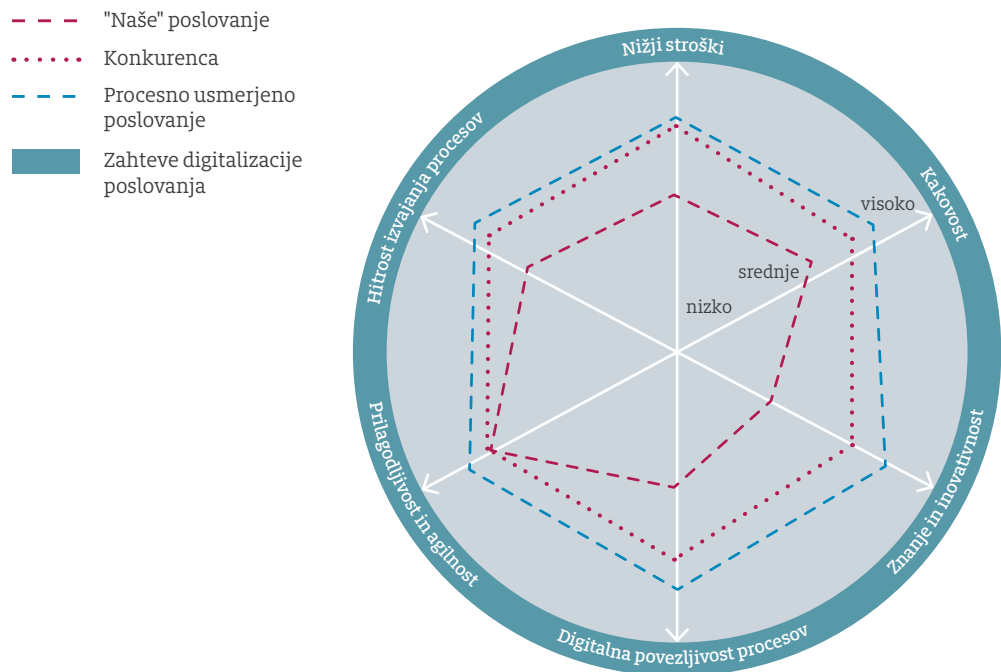 "Naše" poslovanje
Konkurenca
Procesno usmerjeno
poslovanje
Zahteve digitalizacije
poslovanja
Nižji stroški
Kakovost
Znanje in inovativnost
Digitalna povezljivost procesov
Prilagodljivost in agilnost
Hitrost izvajanja procesov
visoko
srednje
nizko